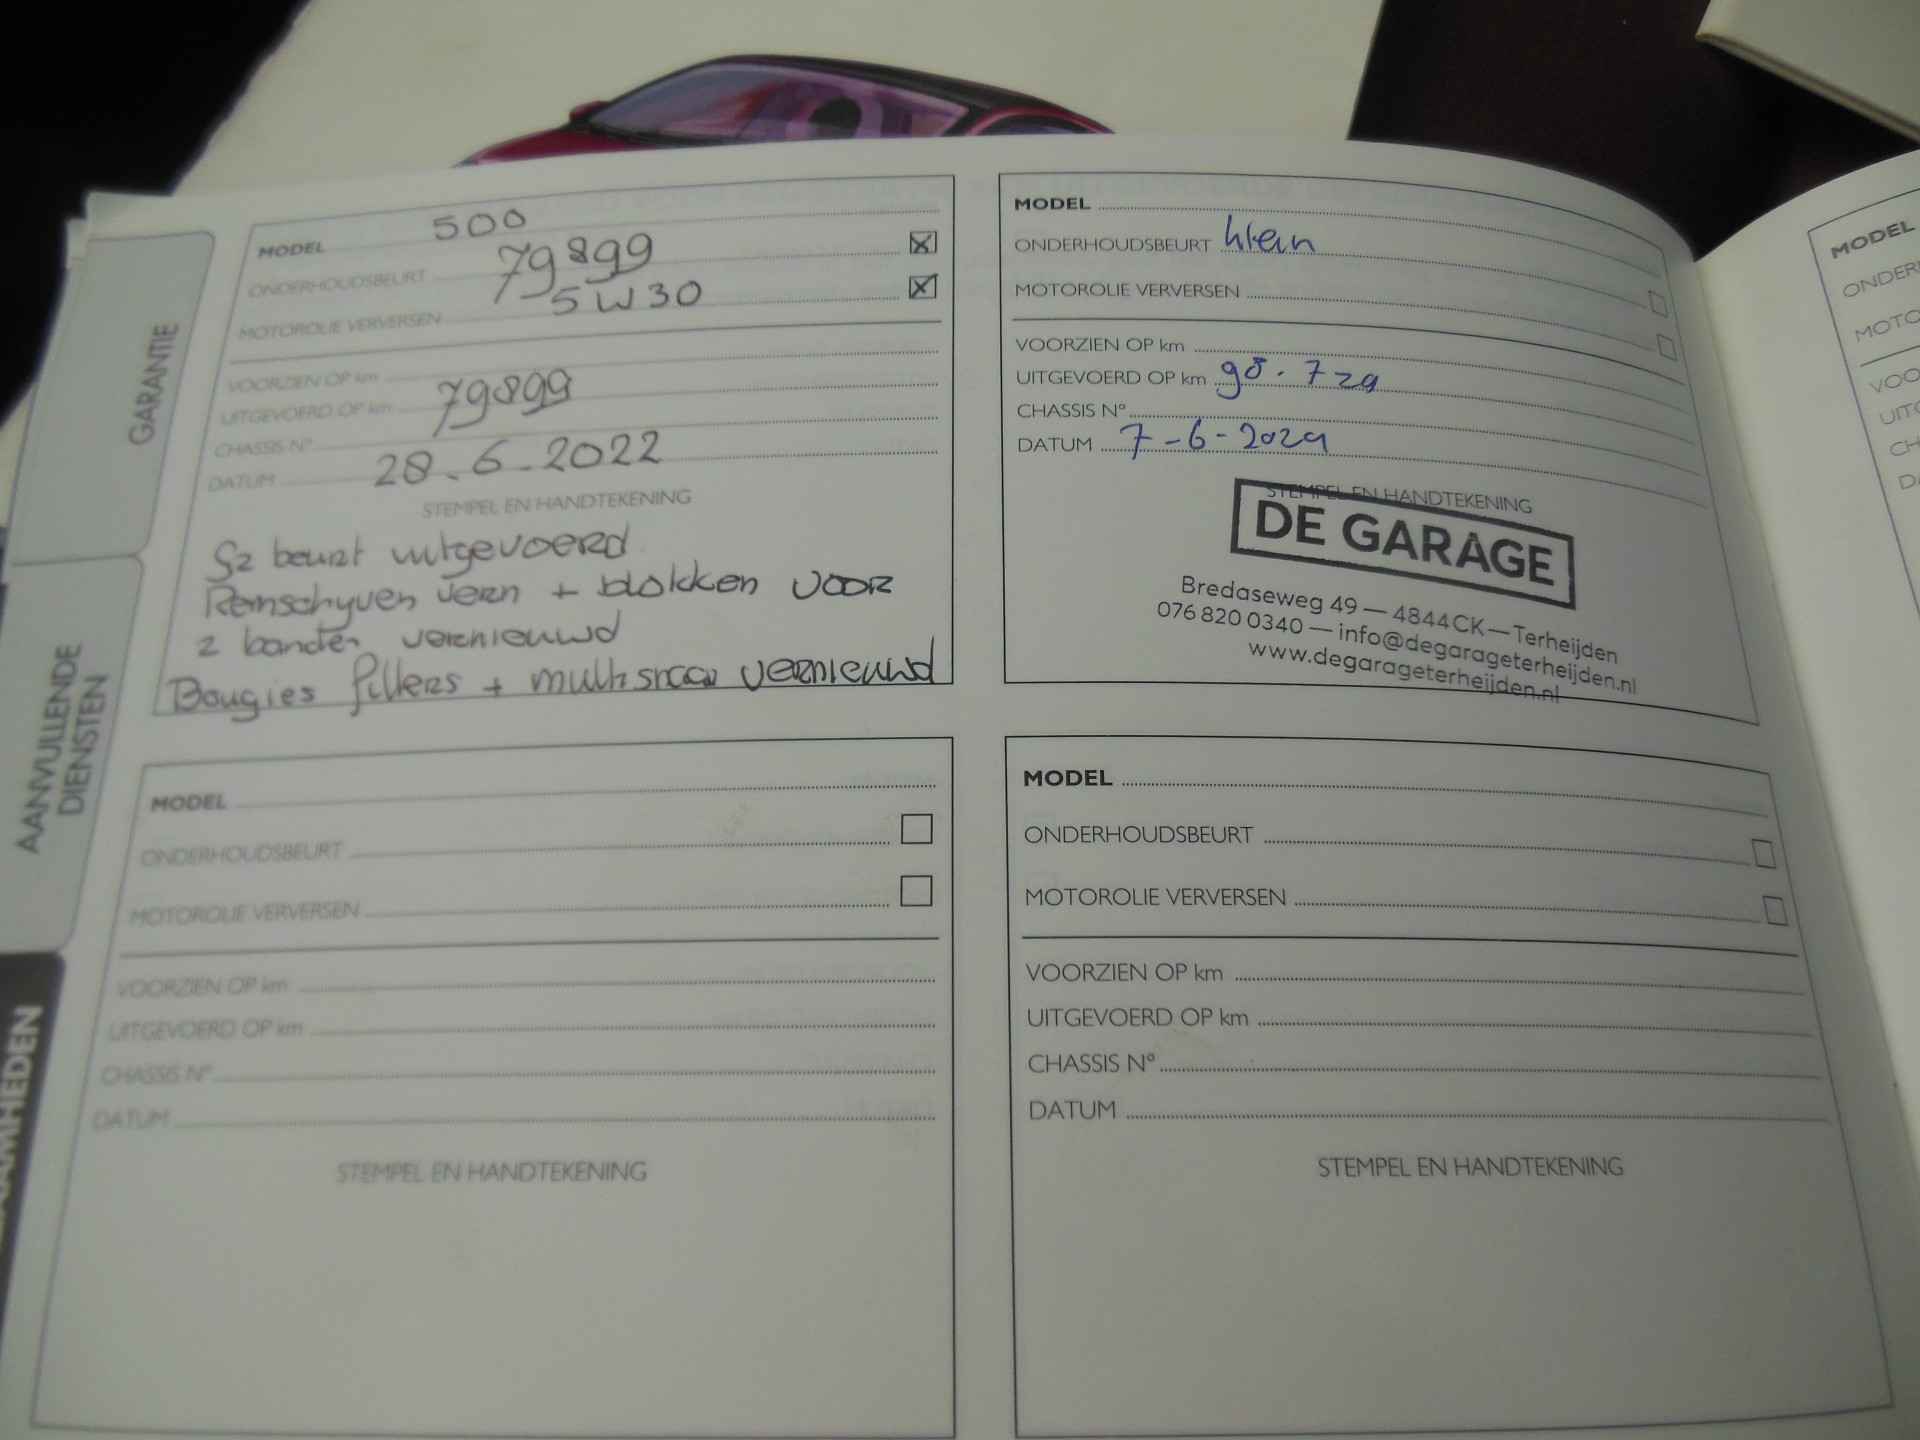 GARANTIE
AANVULLENDE
DIENSTEN
MODEL 500
ONDERHOUDSBEURT 79899
MOTOROLIE VERVERSEN 5W30
VOORZIEN OP km
UITGEVOERD OP km 79899
CHASSIS N°
DATUM 28.6.2022
STEMPEL EN HANDTEKENING
beurt uitgevoerd
Remschyven vern + blokken VOOR
2 banden vernieuwd
Bougies filters + multisnaar vernieuwd
MODEL
ONDERHOUDSBEURT klein
MOTOROLIE VERVERSEN
VOORZIEN OP km
UITGEVOERD OP km
CHASSIS N°
DATUM 7-6-2024
STEMPEL EN HANDTEKENING
DE GARAGE
Bredaseweg 49 — 4844CK — Terheijden
076 820 0340 — info@degarageterheijden.nl
www.degarageterheijden.nl
MODEL
ONDERHOUDSBEURT
MOTOROLIE VERVERSEN
VOORZIEN OP km
UITGEVOERD OP km
CHASSIS N°
DATUM
STEMPEL EN HANDTEKENING
MODEL
ONDERHOUDSBEURT
MOTOROLIE VERVERSEN
VOORZIEN OP km
UITGEVOERD OP km
CHASSIS N°
DATUM
STEMPEL EN HANDTEKENING
MODEL